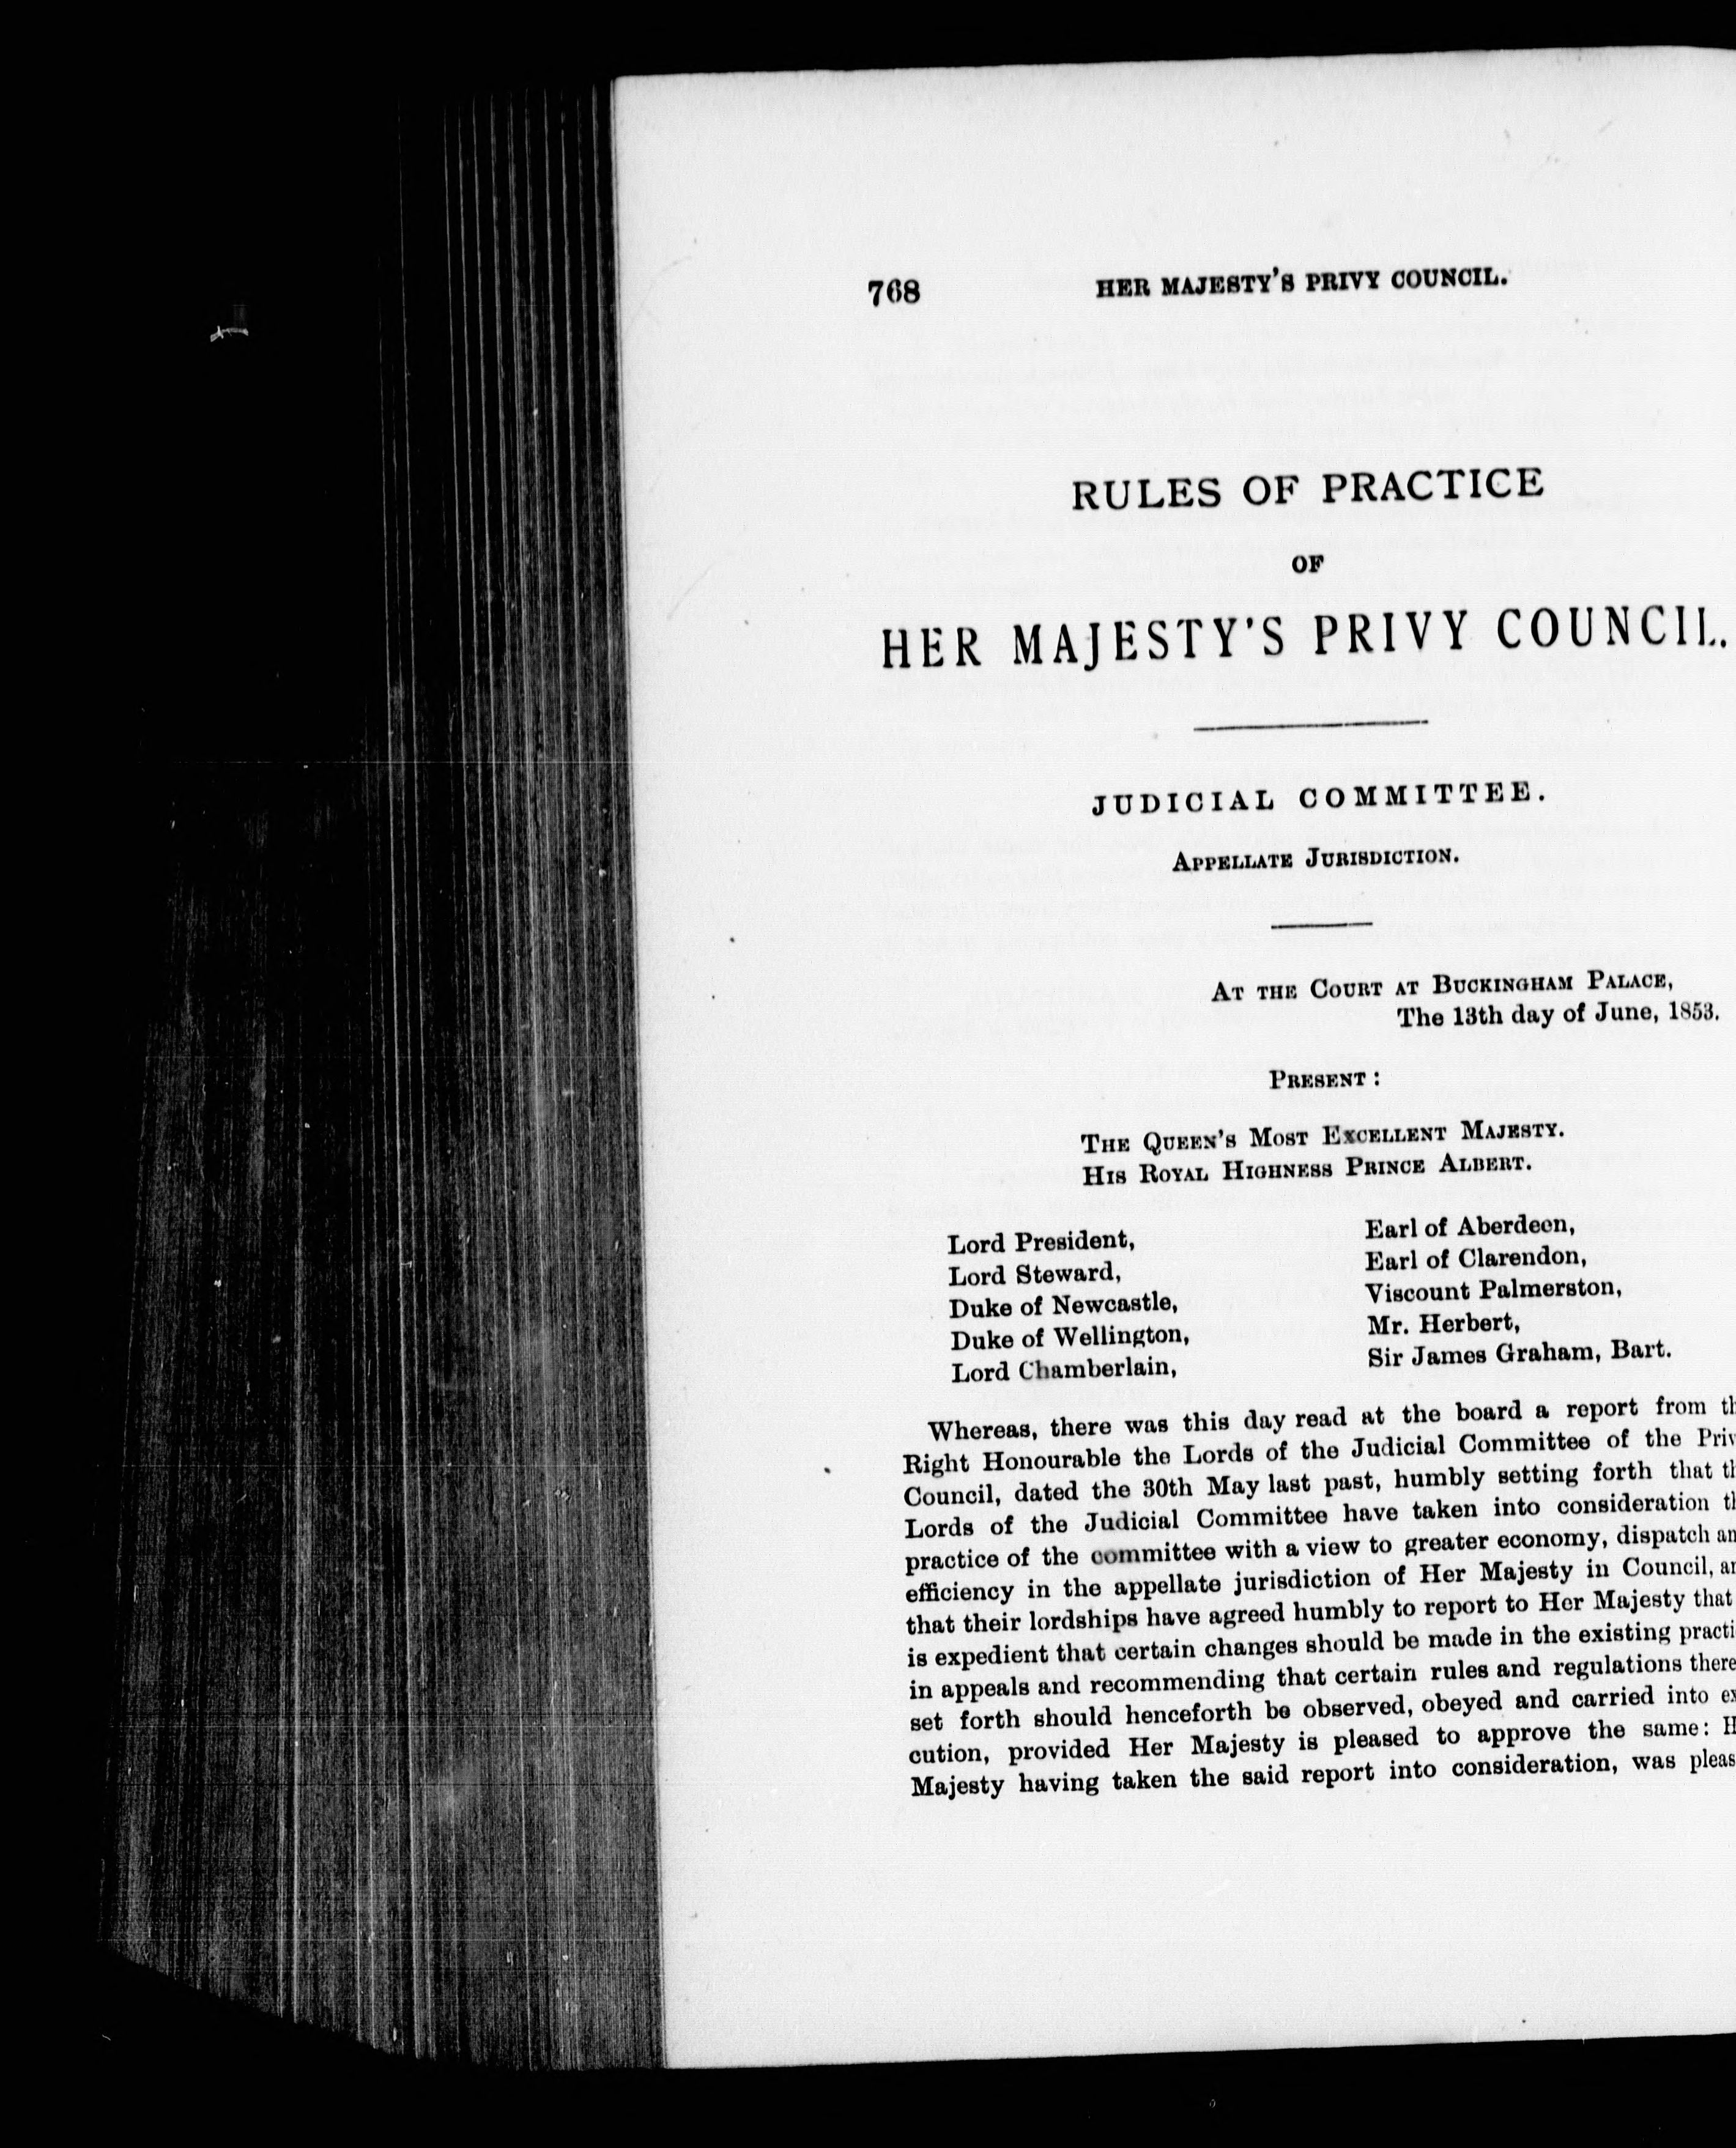 768 HER MAJESTY'S PRIVY COUNCIL.
RULES OF PRACTICE
OF
HER MAJESTY'S PRIVY COUNCIL.
JUDICIAL COMMITTEE.
APPELLATE JURISDICTION.
AT THE COURT AT BUCKINGHAM PALACE,
The 13th day of June, 1853.
PRESENT:
THE QUEEN'S MOST EXCELLENT MAJESTY.
HIS ROYAL HIGHNESS PRINCE ALBERT.
Lord President,
Lord Steward,
Duke of Newcastle,
Duke of Wellington,
Lord Chamberlain,
Earl of Aberdeen,
Earl of Clarendon,
Viscount Palmerston,
Mr. Herbert,
Sir James Graham, Bart.
Whereas, there was this day read at the board a report from
Right Honourable the Lords of the Judicial Committee of the
Council, dated the 30th May last past, humbly setting forth that
Lords of the Judicial Committee have taken into consideration
practice of the committee with a view to greater economy, dispatch
efficiency in the appellate jurisdiction of Her Majesty in Council,
that their lordships have agreed humbly to report to Her Majesty that
is expedient that certain changes should be made in the existing
in appeals and recommending that certain rules and regulations
set forth should henceforth be observed, obeyed and carried into
cution, provided Her Majesty is pleased to approve the same:
Majesty having taken the said report into consideration, was